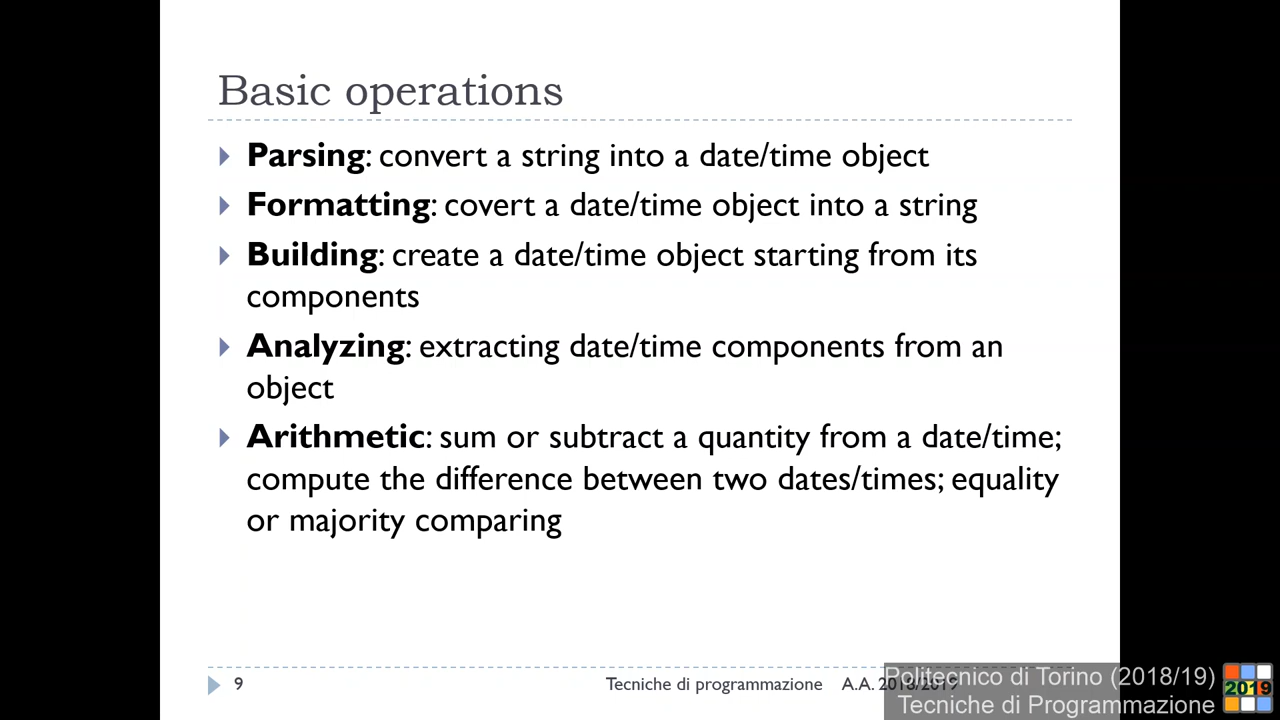 Basic operations
Parsing: convert a string into a date/time object
Formatting: covert a date/time object into a string
Building: create a date/time object starting from its
components
Analyzing: extracting date/time components from an
object
Arithmetic: sum or subtract a quantity from a date/time;
compute the difference between two dates/times; equality
or majority comparing
9
Tecniche di programmazione A.A. 2018/2019
Politecnico di Torino (2018/19)
Tecniche di Programmazione
2019